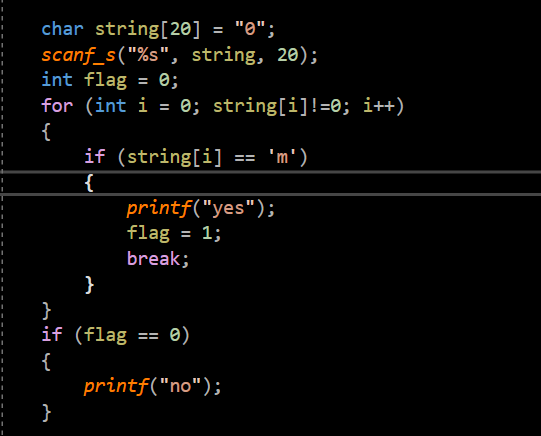 char string[20] = "0";
scanf_s("%s", string, 20);
int flag = 0;
for (int i = 0; string[i]!=0; i++)
{
if (string[i] == 'm')
{
printf("yes");
flag = 1;
break;
}
}
if (flag == 0)
{
printf("no");
}